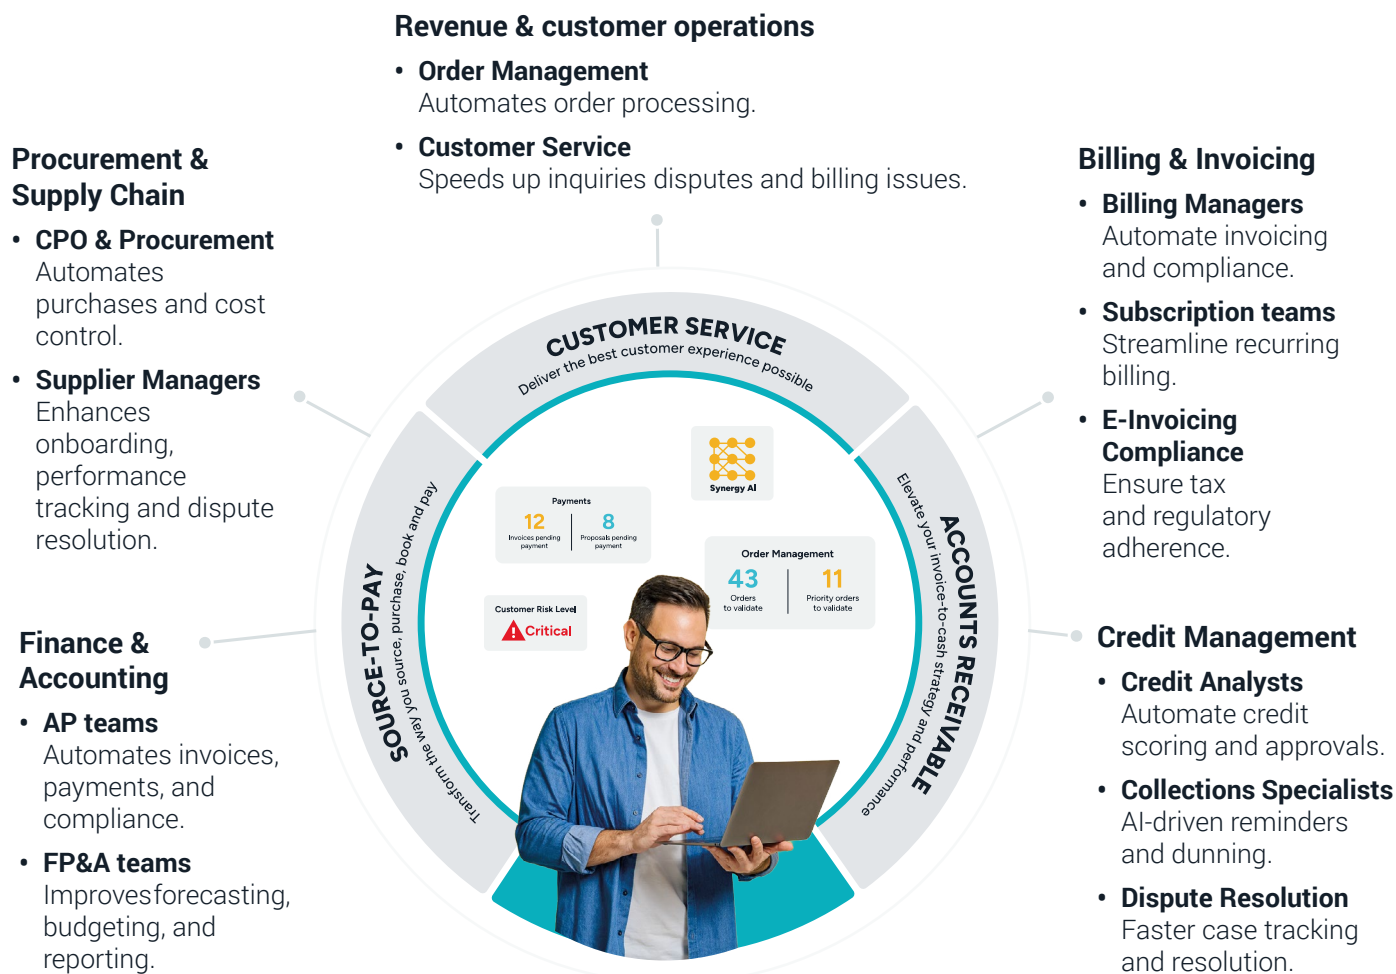 Revenue & customer operations
• Order Management
Automates order processing.
• Customer Service
Speeds up inquiries disputes and billing issues.
Procurement &
Supply Chain
• CPO & Procurement
Automates
purchases and cost
control.
• Supplier Managers
Enhances
onboarding,
performance
tracking and dispute
resolution.
Finance &
Accounting
• AP teams
Automates invoices,
payments, and
compliance.
• FP&A teams
Improvesforecasting,
budgeting, and
reporting.
CUSTOMER SERVICE
Deliver the best customer experience possible
SOURCE-TO-PAY
Transform the way you source, purchase, book and pay
ACCOUNTS RECEIVABLE
Elevate your invoice-to-cash strategy and performance
Synergy AI
Payments
12
Invoices pending
payment
8
Proposals pending
payment
Order Management
43
Orders
to validate
11
Priority orders
to validate
Customer Risk Level
Critical
Billing & Invoicing
• Billing Managers
Automate invoicing
and compliance.
• Subscription teams
Streamline recurring
billing.
• E-Invoicing
Compliance
Ensure tax
and regulatory
adherence.
Credit Management
• Credit Analysts
Automate credit
scoring and approvals.
• Collections Specialists
AI-driven reminders
and dunning.
• Dispute Resolution
Faster case tracking
and resolution.